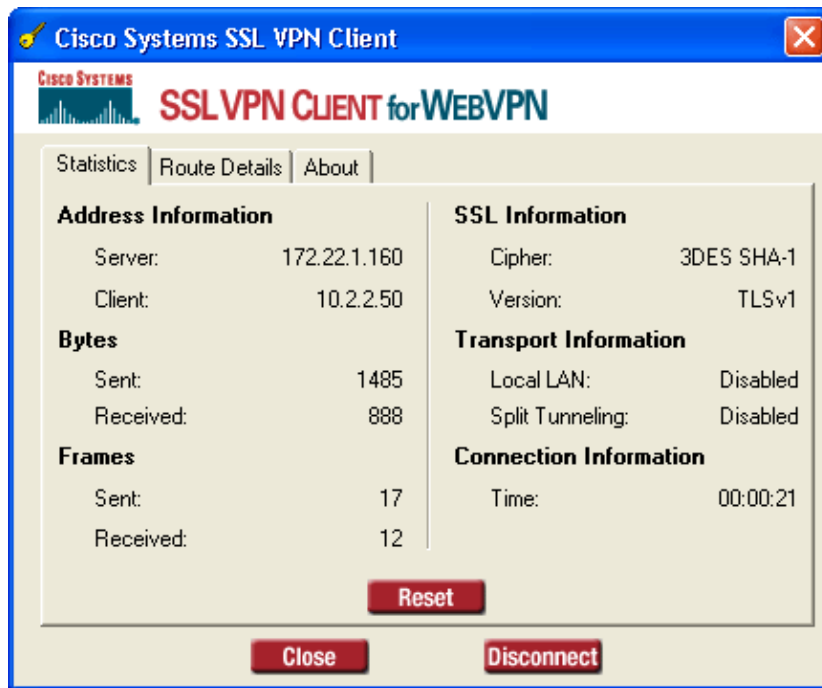 Cisco Systems SSL VPN Client
CISCO SYSTEMS
SSL VPN CLIENT for WEBVPN
Statistics
Route Details
About
Address Information
Server: 172.22.1.160
Client: 10.2.2.50
Bytes
Sent: 1485
Received: 888
Frames
Sent: 17
Received: 12
SSL Information
Cipher: 3DES SHA-1
Version: TLSv1
Transport Information
Local LAN: Disabled
Split Tunneling: Disabled
Connection Information
Time: 00:00:21
Reset
Close
Disconnect